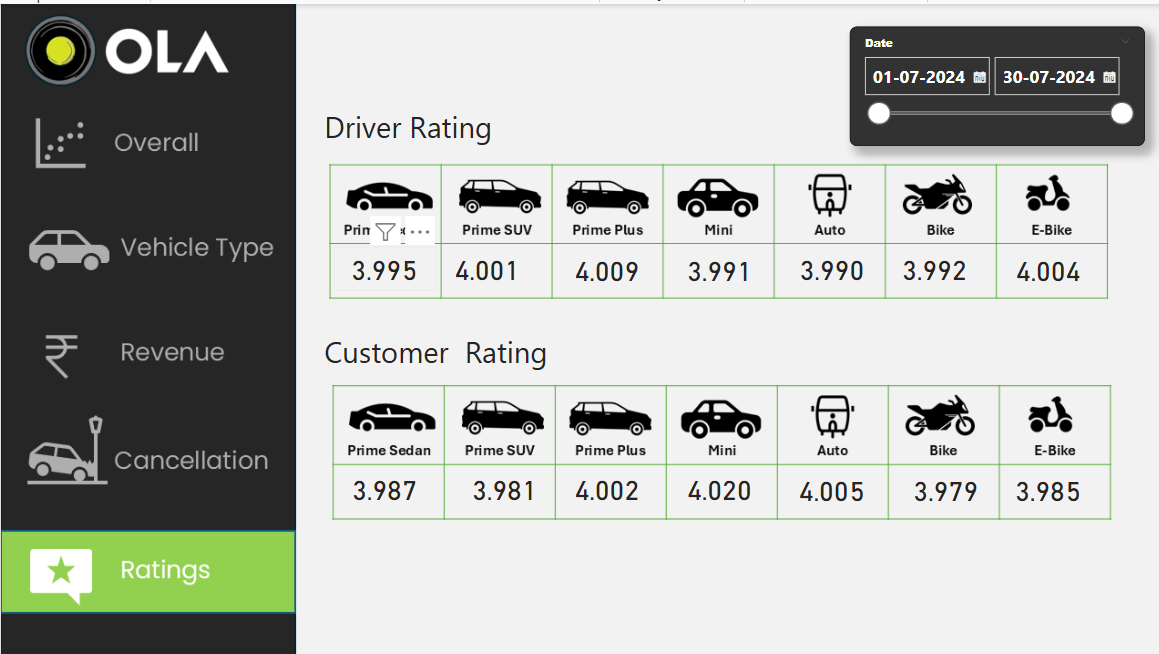 OLA
Date
01-07-2024 30-07-2024
Overall
Vehicle Type
₹ Revenue
Cancellation
Ratings
Driver Rating
Prime SUV Prime Plus Mini Auto Bike E-Bike
3.995 4.001 4.009 3.991 3.990 3.992 4.004
Customer Rating
Prime Sedan Prime SUV Prime Plus Mini Auto Bike E-Bike
3.987 3.981 4.002 4.020 4.005 3.979 3.985